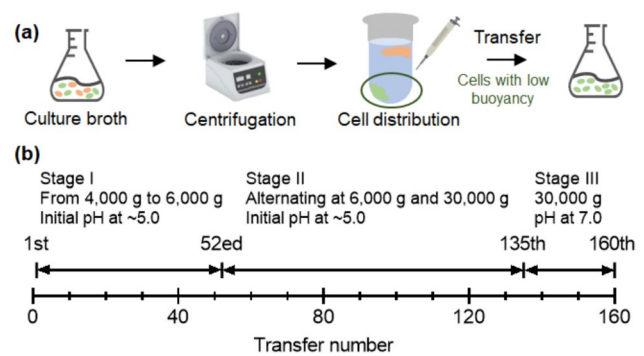 (a)
Culture broth
Centrifugation
Cell distribution
Transfer
Cells with low
buoyancy
(b)
Stage I
From 4,000 g to 6,000 g
Initial pH at ~5.0
Stage II
Alternating at 6,000 g and 30,000 g
Initial pH at ~5.0
Stage III
30,000 g
pH at 7.0
1st
52ed
135th
160th
0
40
80
120
160
Transfer number